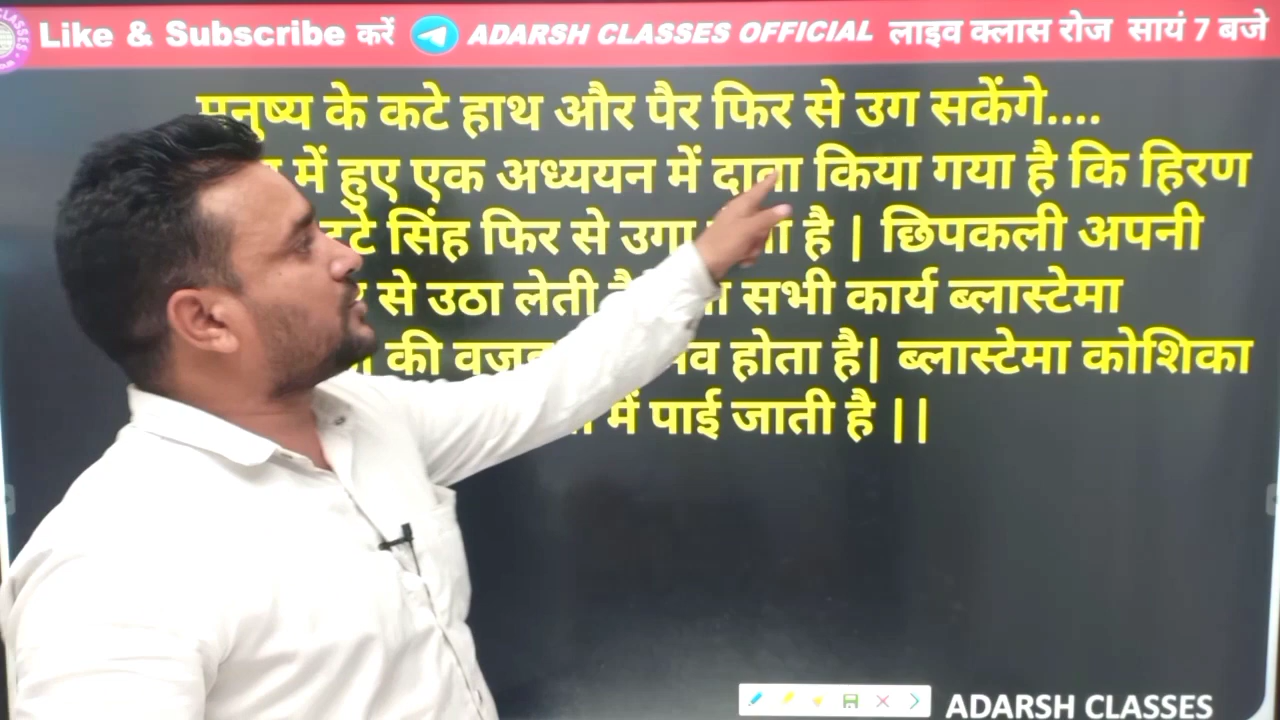 Like & Subscribe करें ADARSH CLASSES OFFICIAL लाइव क्लास रोज सायं 7 बजे
मनुष्य के कटे हाथ और पैर फिर से उग सकेंगे....
में हुए एक अध्ययन में दावा किया गया है कि हिरण
सिंह फिर से उगा है | छिपकली अपनी
से उठा लेती सभी कार्य ब्लास्टेमा
की होता है| ब्लास्टेमा कोशिका
में पाई जाती है ||
ADARSH CLASSES